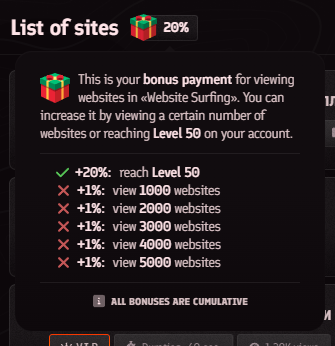 List of sites 20%
This is your bonus payment for viewing
websites in «Website Surfing». You can
increase it by viewing a certain number of
websites or reaching Level 50 on your account.
+20%: reach Level 50
+1%: view 1000 websites
+1%: view 2000 websites
+1%: view 3000 websites
+1%: view 4000 websites
+1%: view 5000 websites
ALL BONUSES ARE CUMULATIVE